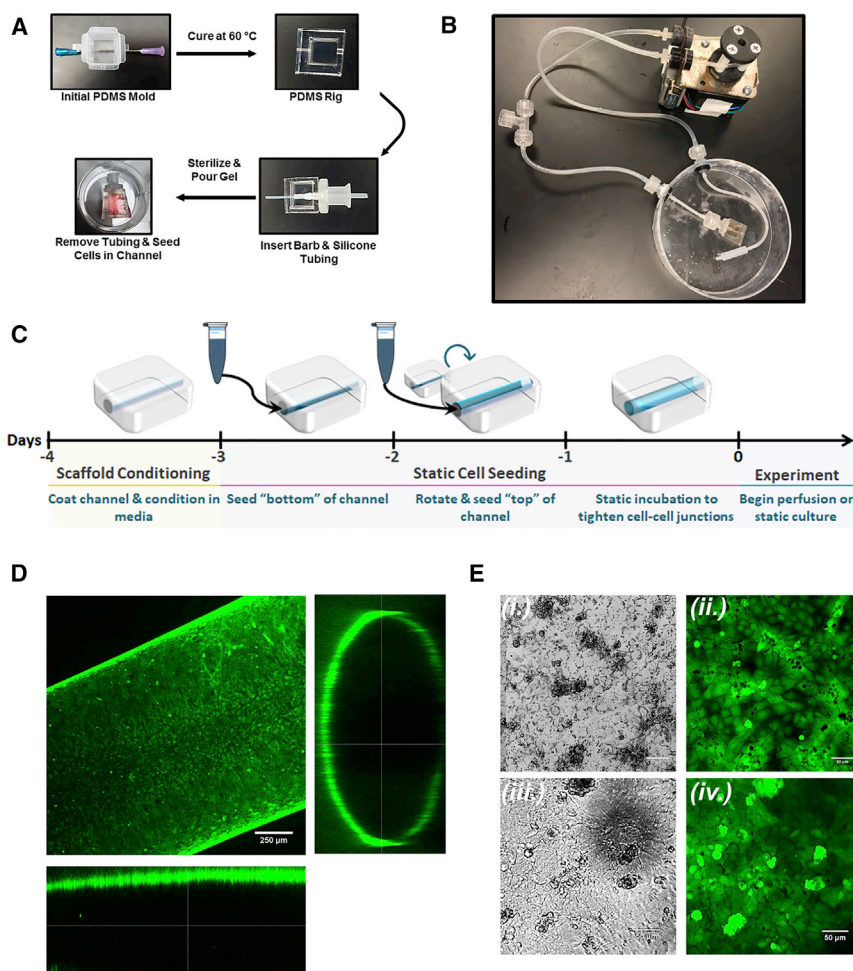 A
Cure at 60 °C
Initial PDMS Mold
PDMS Rig
Sterilize &
Pour Gel
Remove Tubing & Seed
Cells in Channel
Insert Barb & Silicone
Tubing
B
C
Days
-4
-3
-2
-1
0
Scaffold Conditioning
Static Cell Seeding
Experiment
Coat channel & condition in
media
Seed “bottom” of channel
Rotate & seed “top” of
channel
Static incubation to
tighten cell-cell junctions
Begin perfusion or
static culture
D
250 µm
E
(i.)
(ii.)
(iii.)
(iv.)
50 µm